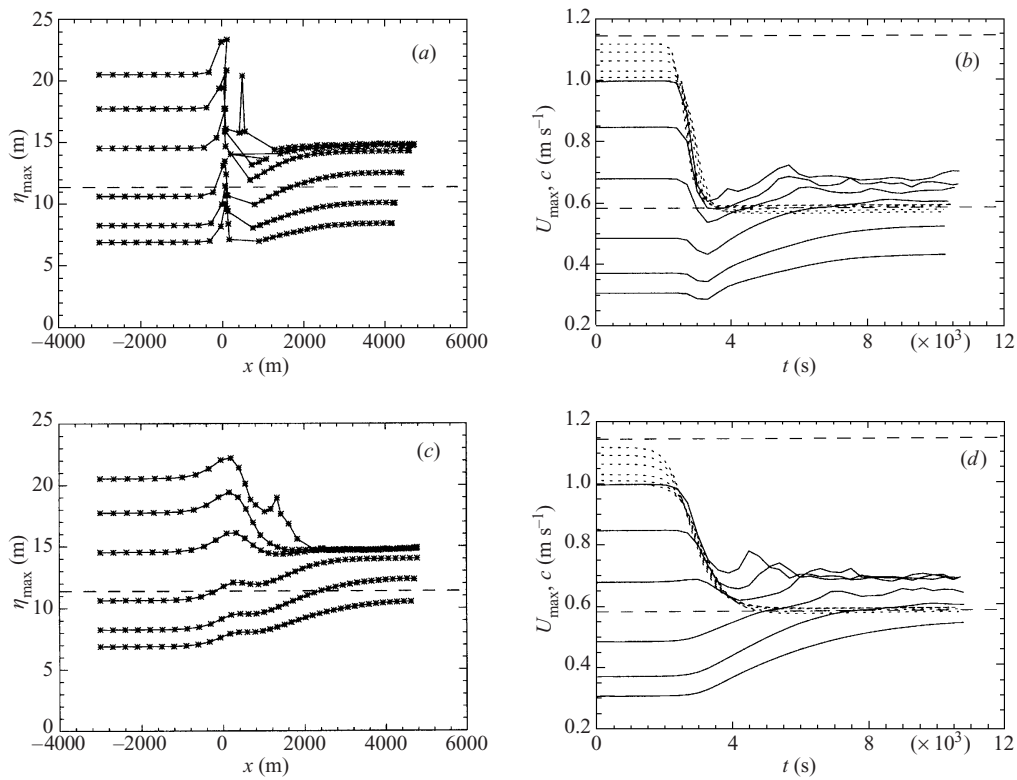 25
20
15
10
5
0
η_max (m)
(a)
–4000 –2000 0 2000 4000 6000
x (m)
1.2
1.0
0.8
0.6
0.4
0.2
U_max, c (m s⁻¹)
(b)
0 4 8 (× 10³) 12
t (s)
25
20
15
10
5
0
η_max (m)
(c)
–4000 –2000 0 2000 4000 6000
x (m)
1.2
1.0
0.8
0.6
0.4
0.2
U_max, c (m s⁻¹)
(d)
0 4 8 (× 10³) 12
t (s)